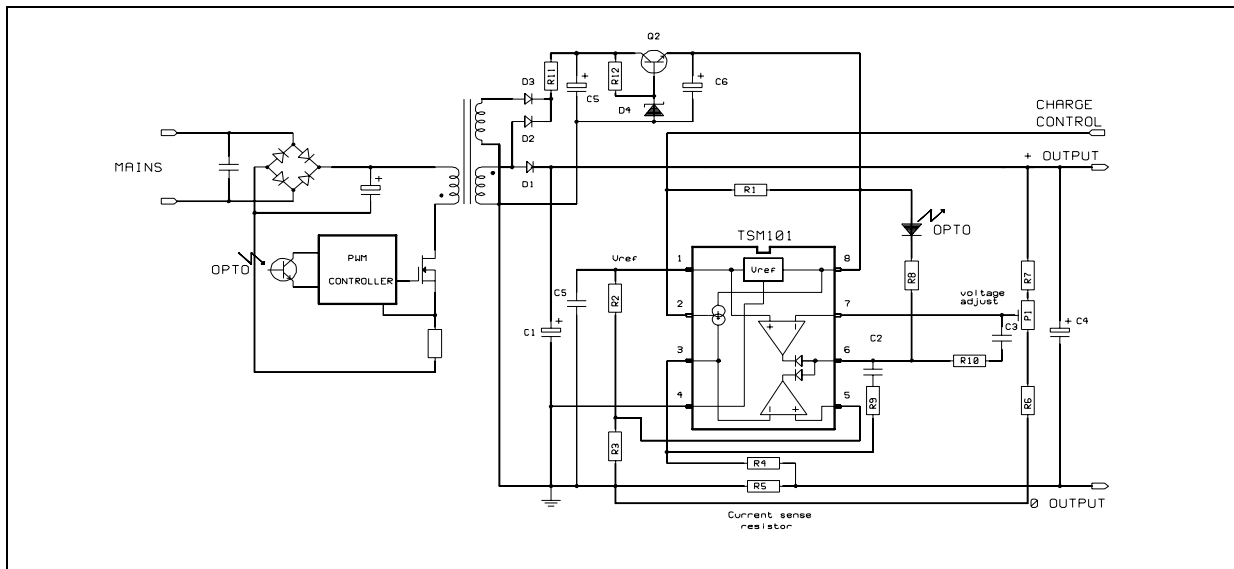 Q2
R11
R12
+
C5
+
C6
D3
D4
D2
CHARGE
CONTROL
MAINS
+
D1
+ OUTPUT
R1
OPTO
TSM101
OPTO
PWM
CONTROLLER
Vref
1
Vref
8
R8
R7
C5
R2
voltage
adjust
2
7
P1
C1
+
+
-
C2
C3
+
C4
3
6
R10
4
-
+
5
R9
R6
R3
R4
R5
0 OUTPUT
Current sense
resistor